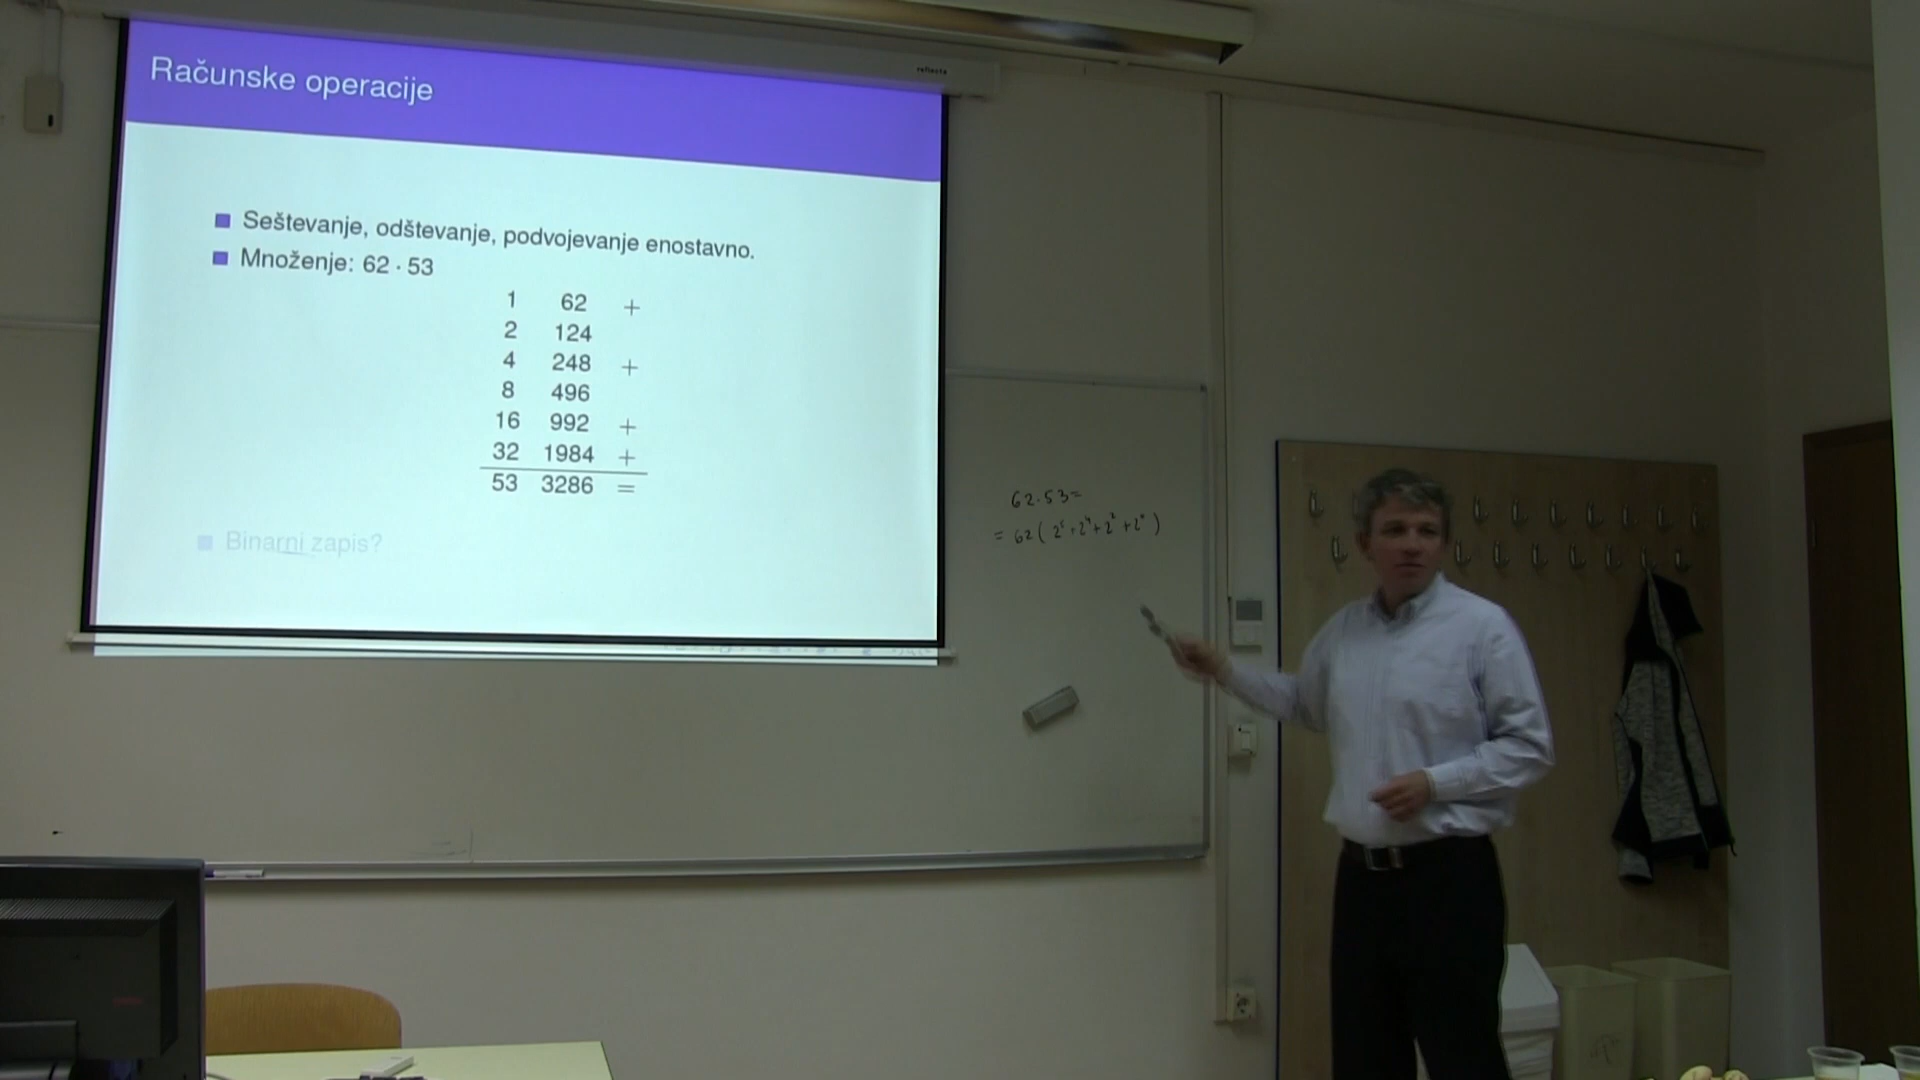 Računske operacije
reflecta
Seštevanje, odštevanje, podvojevanje enostavno.
Množenje: 62 · 53
1 62 +
2 124
4 248 +
8 496
16 992 +
32 1984 +
53 3286 =
Binarni zapis?
62·53=
= 62 ( 2⁵+2⁴+2²+2⁰ )